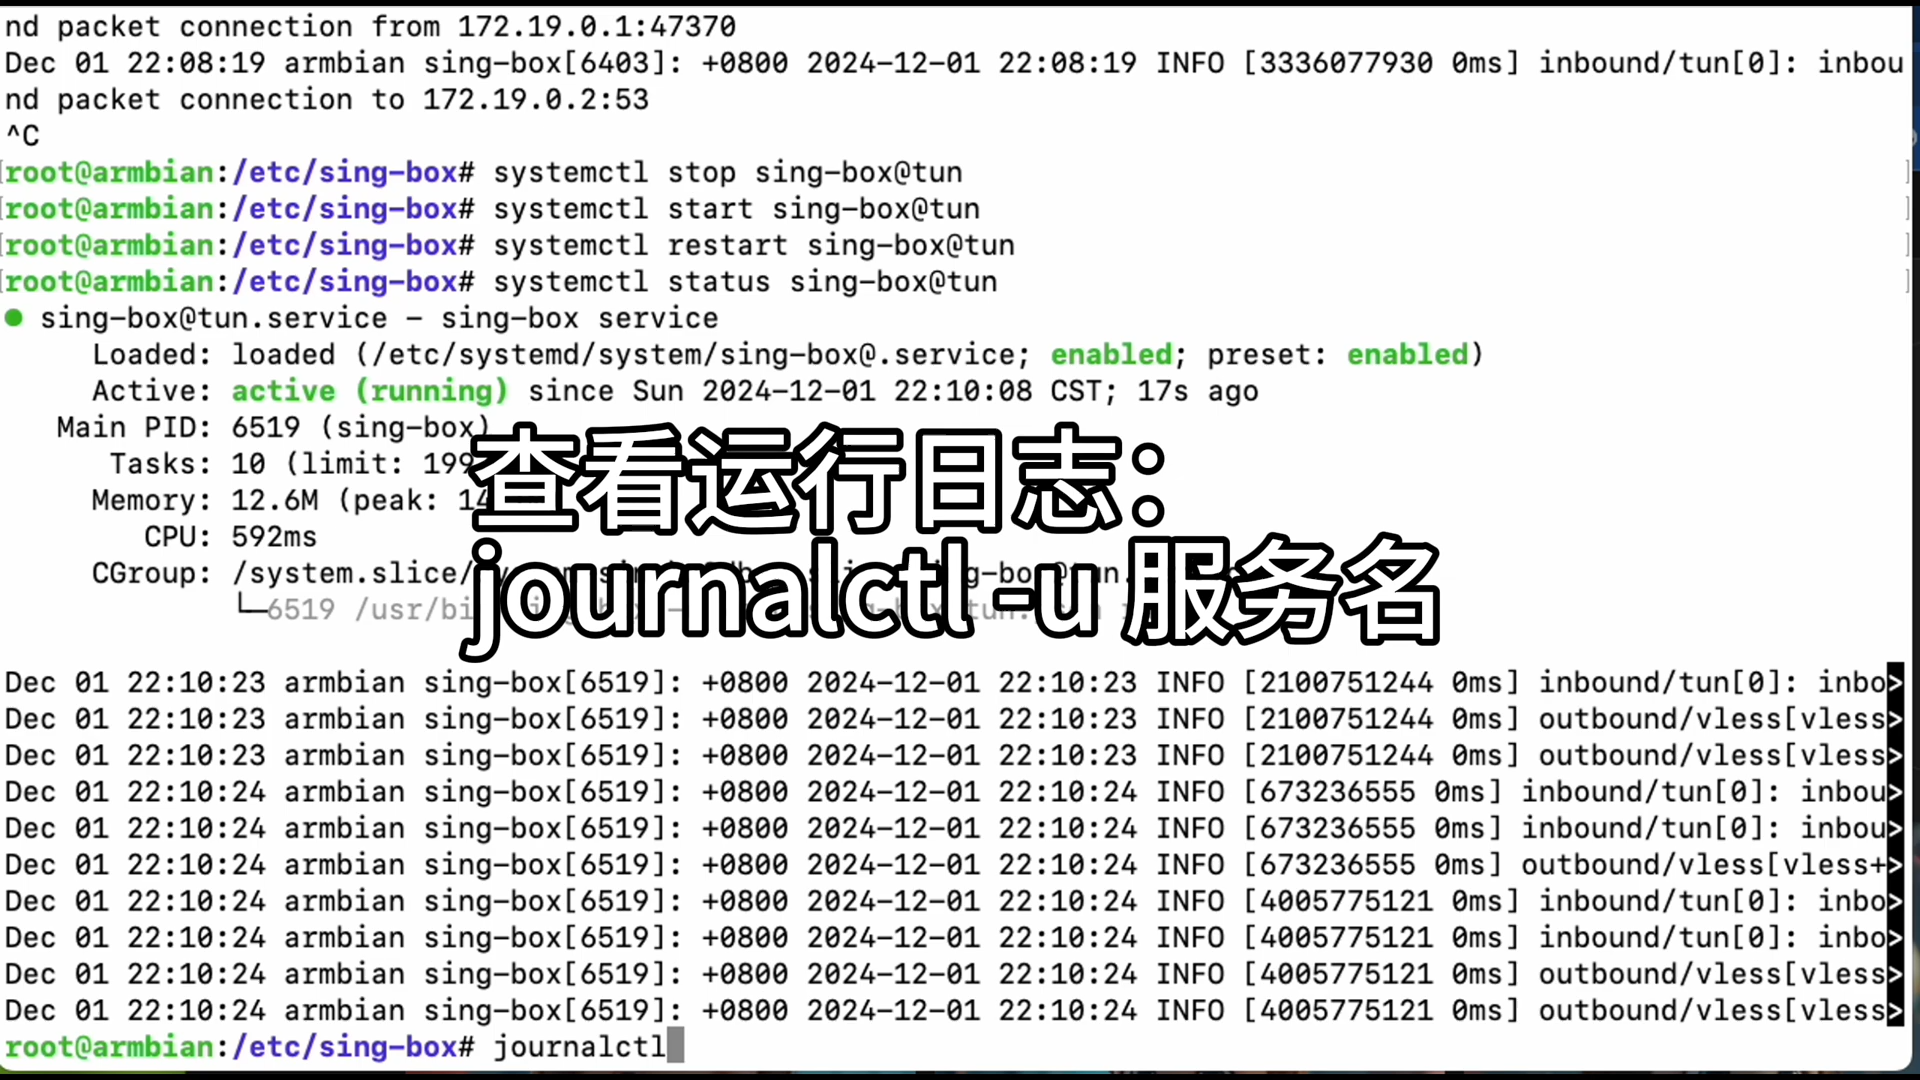 nd packet connection from 172.19.0.1:47370
Dec 01 22:08:19 armbian sing-box[6403]: +0800 2024-12-01 22:08:19 INFO [3336077930 0ms] inbound/tun[0]: inbou
nd packet connection to 172.19.0.2:53
^C
root@armbian:/etc/sing-box# systemctl stop sing-box@tun
root@armbian:/etc/sing-box# systemctl start sing-box@tun
root@armbian:/etc/sing-box# systemctl restart sing-box@tun
root@armbian:/etc/sing-box# systemctl status sing-box@tun
● sing-box@tun.service - sing-box service
Loaded: loaded (/etc/systemd/system/sing-box@.service; enabled; preset: enabled)
Active: active (running) since Sun 2024-12-01 22:10:08 CST; 17s ago
Main PID: 6519 (sing-box)
Tasks: 10 (limit: 199
Memory: 12.6M (peak: 14
CPU: 592ms
查看运行日志：
CGroup: /system.slice/
journalctl -u 服务名
└─6519 /usr/bi
Dec 01 22:10:23 armbian sing-box[6519]: +0800 2024-12-01 22:10:23 INFO [2100751244 0ms] inbound/tun[0]: inbo>
Dec 01 22:10:23 armbian sing-box[6519]: +0800 2024-12-01 22:10:23 INFO [2100751244 0ms] outbound/vless[vless>
Dec 01 22:10:23 armbian sing-box[6519]: +0800 2024-12-01 22:10:23 INFO [2100751244 0ms] outbound/vless[vless>
Dec 01 22:10:24 armbian sing-box[6519]: +0800 2024-12-01 22:10:24 INFO [673236555 0ms] inbound/tun[0]: inbou>
Dec 01 22:10:24 armbian sing-box[6519]: +0800 2024-12-01 22:10:24 INFO [673236555 0ms] inbound/tun[0]: inbou>
Dec 01 22:10:24 armbian sing-box[6519]: +0800 2024-12-01 22:10:24 INFO [673236555 0ms] outbound/vless[vless+>
Dec 01 22:10:24 armbian sing-box[6519]: +0800 2024-12-01 22:10:24 INFO [4005775121 0ms] inbound/tun[0]: inbo>
Dec 01 22:10:24 armbian sing-box[6519]: +0800 2024-12-01 22:10:24 INFO [4005775121 0ms] inbound/tun[0]: inbo>
Dec 01 22:10:24 armbian sing-box[6519]: +0800 2024-12-01 22:10:24 INFO [4005775121 0ms] outbound/vless[vless>
Dec 01 22:10:24 armbian sing-box[6519]: +0800 2024-12-01 22:10:24 INFO [4005775121 0ms] outbound/vless[vless>
root@armbian:/etc/sing-box# journalctl